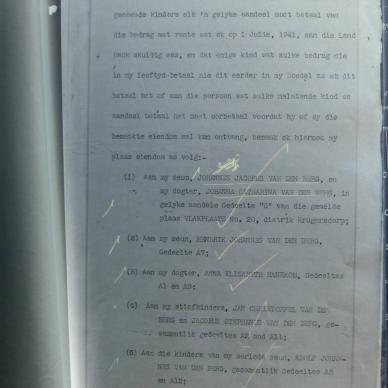 genoemde kinders elk 'n gelyke aandeel moet betaal van
die bedrag met rente wat ek op 1 Julie, 1941, aan die Land
Bank skuldig was, en dat enige kind wat sulke bedrag nie
in my leeftyd betaal nie dit eerder in my boedel as ek dit
betaal het of aan die persoon wat sulke nalatende kind se
aandeel betaal het moet oorbetaal voordat hy of sy die
bemaakte eiendom sal kan ontvang, bemaak ek hiermee my
plaas eiendom as volg:-
(1) Aan my seun, JOHANNES JACOBUS VAN DEN BERG, en
my dogter, JOHANNA CATHARINA VAN DEN BERG, in
gelyke aandele Gedeelte "G" van die gemelde
plaas VLAKPLAATS No. 20, distrik Krugersdorp;
(2) Aan my seun, HENDRIK JOHANNES VAN DEN BERG,
Gedeelte A7;
(3) Aan my dogter, ANNA ELIZABETH HANEKOM, Gedeeltes
A1 en
(4) Aan my stiefkinders, JAN CHRISTOFFEL VAN DEN
BERG en JACOBUS STEPHANUS VAN DEN BERG, ge-
samentlik gedeeltes A2 and A11;
(5) Aan die kinders van my oorlede seun, ADOLF JOHAN-
NES VAN DEN BERG, gesamentlik Gedeeltes A3
en A12;